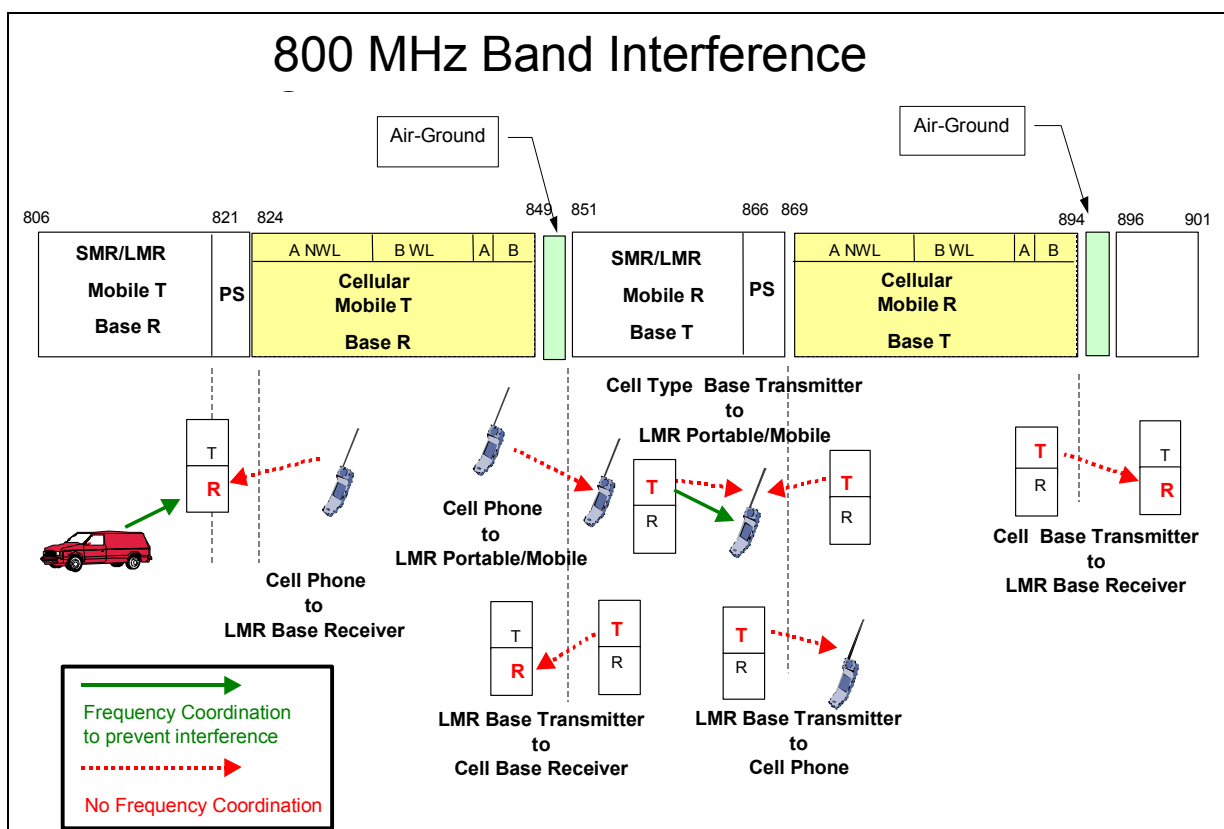 800 MHz Band Interference
Air-Ground
Air-Ground
806
821
824
849
851
866
869
894
896
901
SMR/LMR
Mobile T
Base R
PS
A NWL
B WL
A
B
Cellular
Mobile T
Base R
SMR/LMR
Mobile R
Base T
PS
A NWL
B WL
A
B
Cellular
Mobile R
Base T
T
R
Cell Phone
to
LMR Base Receiver
Cell Phone
to
LMR Portable/Mobile
Cell Type Base Transmitter
to
LMR Portable/Mobile
T
R
T
R
T
R
T
R
Cell Base Transmitter
to
LMR Base Receiver
T
R
T
R
LMR Base Transmitter
to
Cell Base Receiver
T
R
LMR Base Transmitter
to
Cell Phone
Frequency Coordination
to prevent interference
No Frequency Coordination